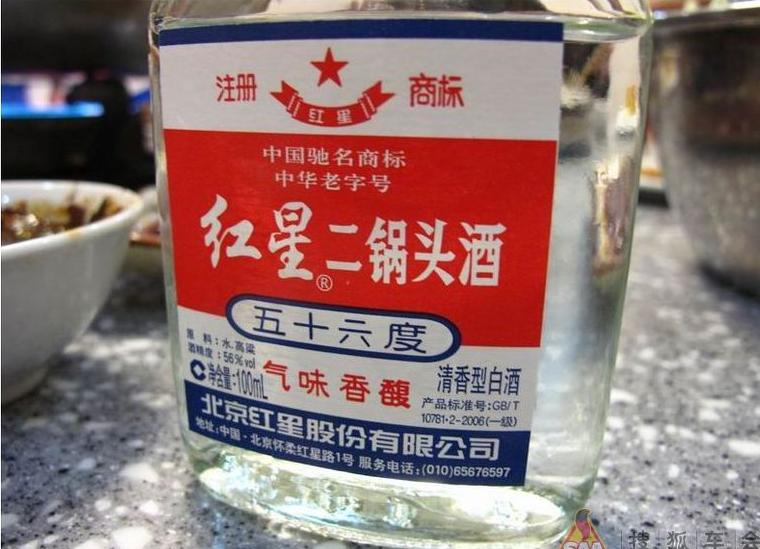 注册 商标
红星
中国驰名商标
中华老字号
红星®二锅头酒
五十六度
原料:水.高粱
酒精度:56%vol
净含量:100mL
气味香馥
清香型白酒
产品标准号:GB/T
10781·2-2006(一级)
北京红星股份有限公司
地址:中国·北京怀柔红星路1号 服务电话:(010)65676597
搜狐车会